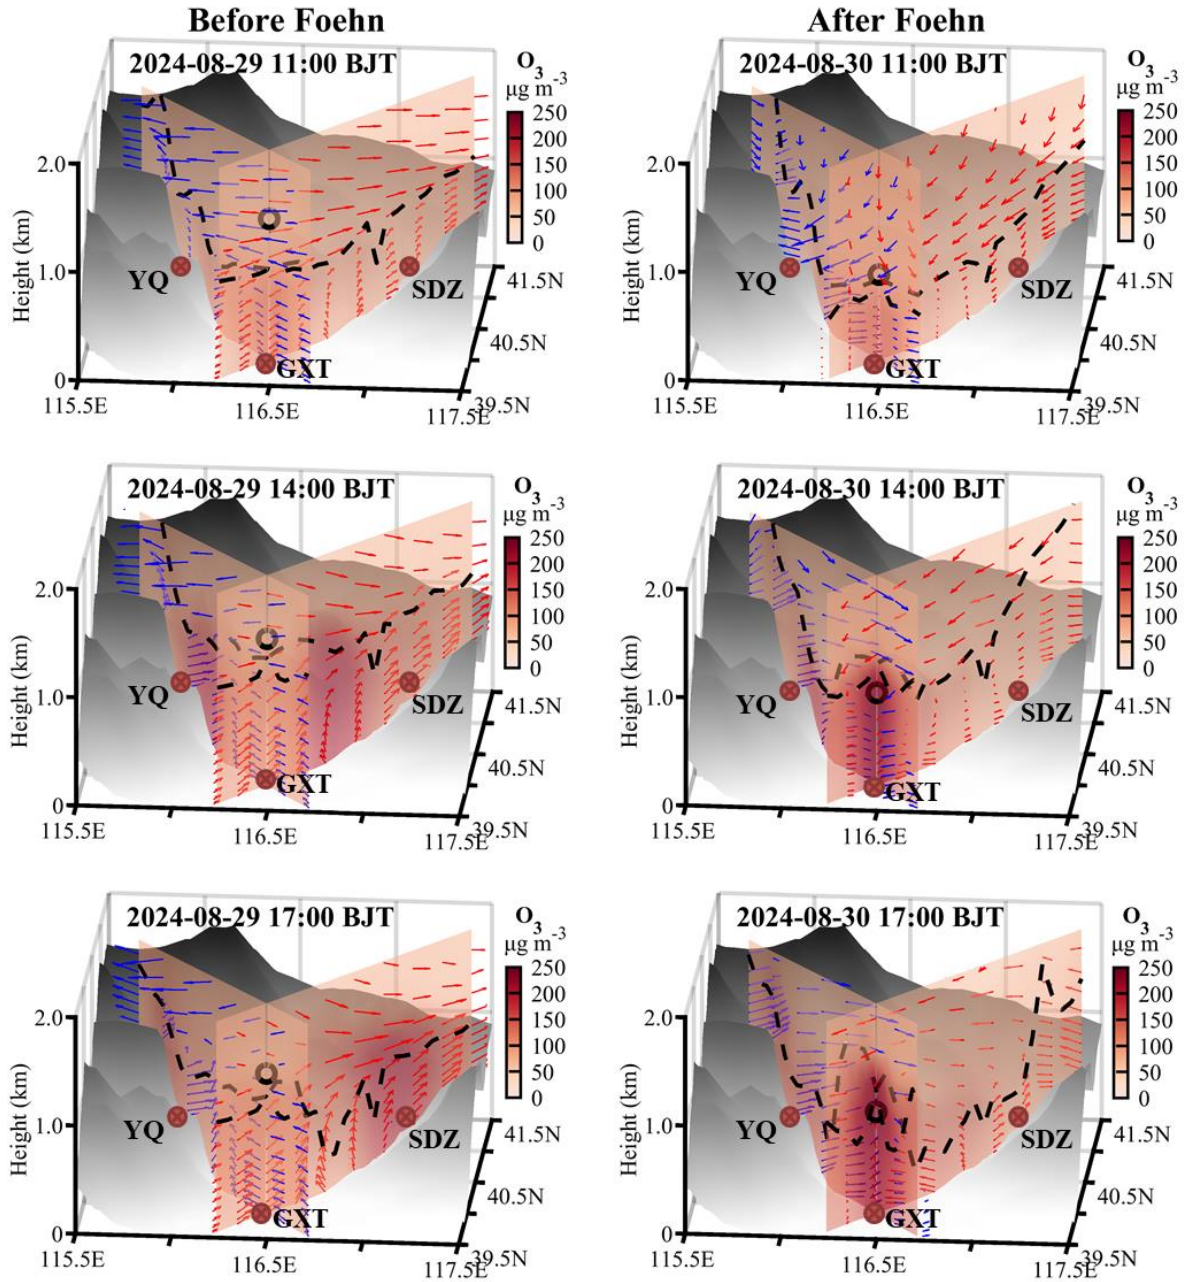 Before Foehn
After Foehn
2024-08-29 11:00 BJT
O3
μg m-3
250
200
150
100
50
0
2.0
1.0
0
Height (km)
YQ
SDZ
GXT
41.5N
40.5N
39.5N
115.5E
116.5E
117.5E
2024-08-30 11:00 BJT
O3
μg m-3
250
200
150
100
50
0
2.0
1.0
0
Height (km)
YQ
SDZ
GXT
41.5N
40.5N
39.5N
115.5E
116.5E
117.5E
2024-08-29 14:00 BJT
O3
μg m-3
250
200
150
100
50
0
2.0
1.0
0
Height (km)
YQ
SDZ
GXT
41.5N
40.5N
39.5N
115.5E
116.5E
117.5E
2024-08-30 14:00 BJT
O3
μg m-3
250
200
150
100
50
0
2.0
1.0
0
Height (km)
YQ
SDZ
GXT
41.5N
40.5N
39.5N
115.5E
116.5E
117.5E
2024-08-29 17:00 BJT
O3
μg m-3
250
200
150
100
50
0
2.0
1.0
0
Height (km)
YQ
SDZ
GXT
41.5N
40.5N
39.5N
115.5E
116.5E
117.5E
2024-08-30 17:00 BJT
O3
μg m-3
250
200
150
100
50
0
2.0
1.0
0
Height (km)
YQ
SDZ
GXT
41.5N
40.5N
39.5N
115.5E
116.5E
117.5E